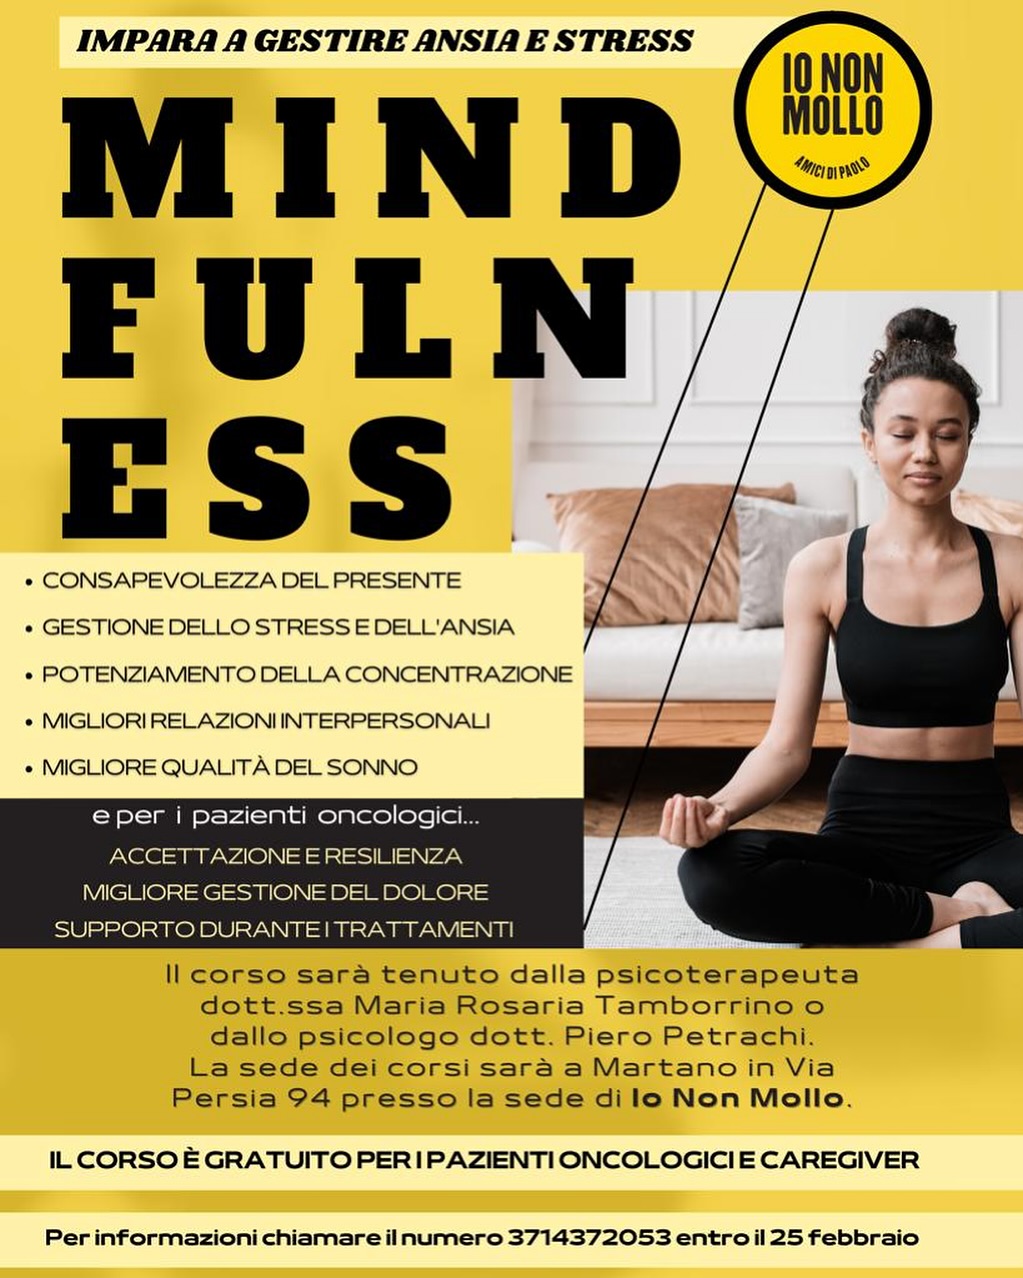 IMPARA A GESTIRE ANSIA E STRESS
IO NON
MOLLO
AMICI DI PAOLO
MIND
FULN
ESS
• CONSAPEVOLEZZA DEL PRESENTE
• GESTIONE DELLO STRESS E DELL'ANSIA
• POTENZIAMENTO DELLA CONCENTRAZIONE
• MIGLIORI RELAZIONI INTERPERSONALI
• MIGLIORE QUALITÀ DEL SONNO
e per i pazienti oncologici...
ACCETTAZIONE E RESILIENZA
MIGLIORE GESTIONE DEL DOLORE
SUPPORTO DURANTE I TRATTAMENTI
Il corso sarà tenuto dalla psicoterapeuta
dott.ssa Maria Rosaria Tamborrino o
dallo psicologo dott. Piero Petrachi.
La sede dei corsi sarà a Martano in Via
Persia 94 presso la sede di Io Non Mollo.
IL CORSO È GRATUITO PER I PAZIENTI ONCOLOGICI E CAREGIVER
Per informazioni chiamare il numero 3714372053 entro il 25 febbraio